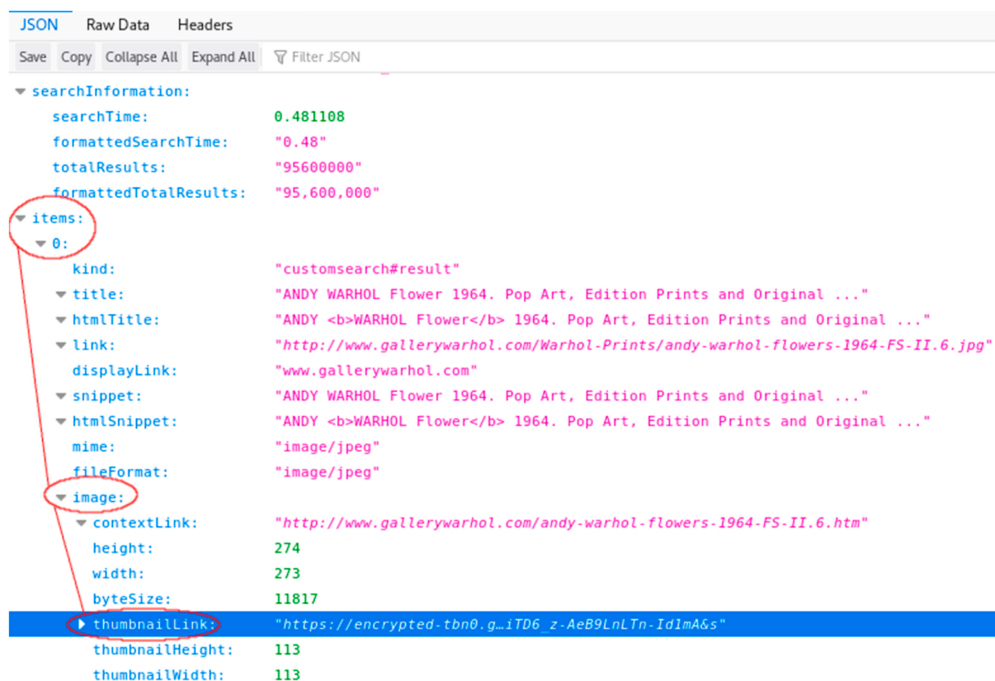 JSON Raw Data Headers
Save Copy Collapse All Expand All Filter JSON
searchInformation:
searchTime: 0.481108
formattedSearchTime: "0.48"
totalResults: "95600000"
formattedTotalResults: "95,600,000"
items:
0:
kind: "customsearch#result"
title: "ANDY WARHOL Flower 1964. Pop Art, Edition Prints and Original ..."
htmlTitle: "ANDY <b>WARHOL Flower</b> 1964. Pop Art, Edition Prints and Original ..."
link: "http://www.gallerywarhol.com/Warhol-Prints/andy-warhol-flowers-1964-FS-II.6.jpg"
displayLink: "www.gallerywarhol.com"
snippet: "ANDY WARHOL Flower 1964. Pop Art, Edition Prints and Original ..."
htmlSnippet: "ANDY <b>WARHOL Flower</b> 1964. Pop Art, Edition Prints and Original ..."
mime: "image/jpeg"
fileFormat: "image/jpeg"
image:
contextLink: "http://www.gallerywarhol.com/andy-warhol-flowers-1964-FS-II.6.htm"
height: 274
width: 273
byteSize: 11817
thumbnailLink: "https://encrypted-tbn0.g…iTD6_z-AeB9LnLTn-Id1mA&s"
thumbnailHeight: 113
thumbnailWidth: 113